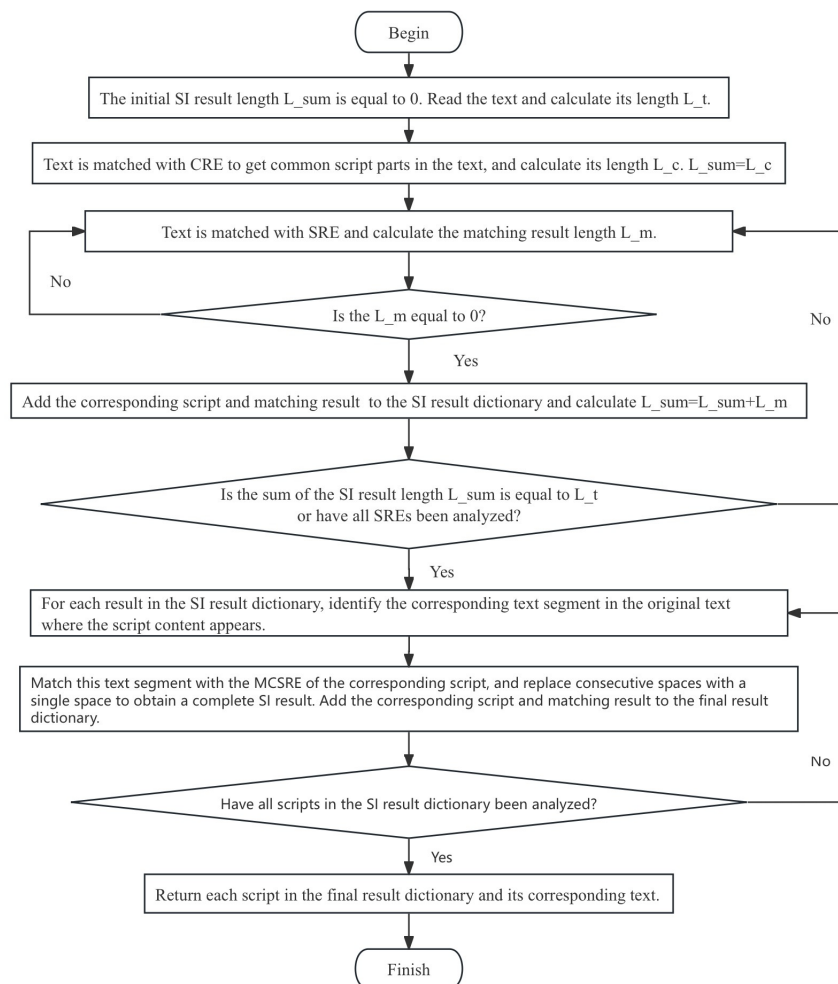 Begin
The initial SI result length L_sum is equal to 0. Read the text and calculate its length L_t.
Text is matched with CRE to get common script parts in the text, and calculate its length L_c. L_sum=L_c
Text is matched with SRE and calculate the matching result length L_m.
No
Is the L_m equal to 0?
No
Yes
Add the corresponding script and matching result to the SI result dictionary and calculate L_sum=L_sum+L_m
Is the sum of the SI result length L_sum is equal to L_t
or have all SREs been analyzed?
Yes
For each result in the SI result dictionary, identify the corresponding text segment in the original text
where the script content appears.
Match this text segment with the MCSRE of the corresponding script, and replace consecutive spaces with a
single space to obtain a complete SI result. Add the corresponding script and matching result to the final result
dictionary.
No
Have all scripts in the SI result dictionary been analyzed?
Yes
Return each script in the final result dictionary and its corresponding text.
Finish